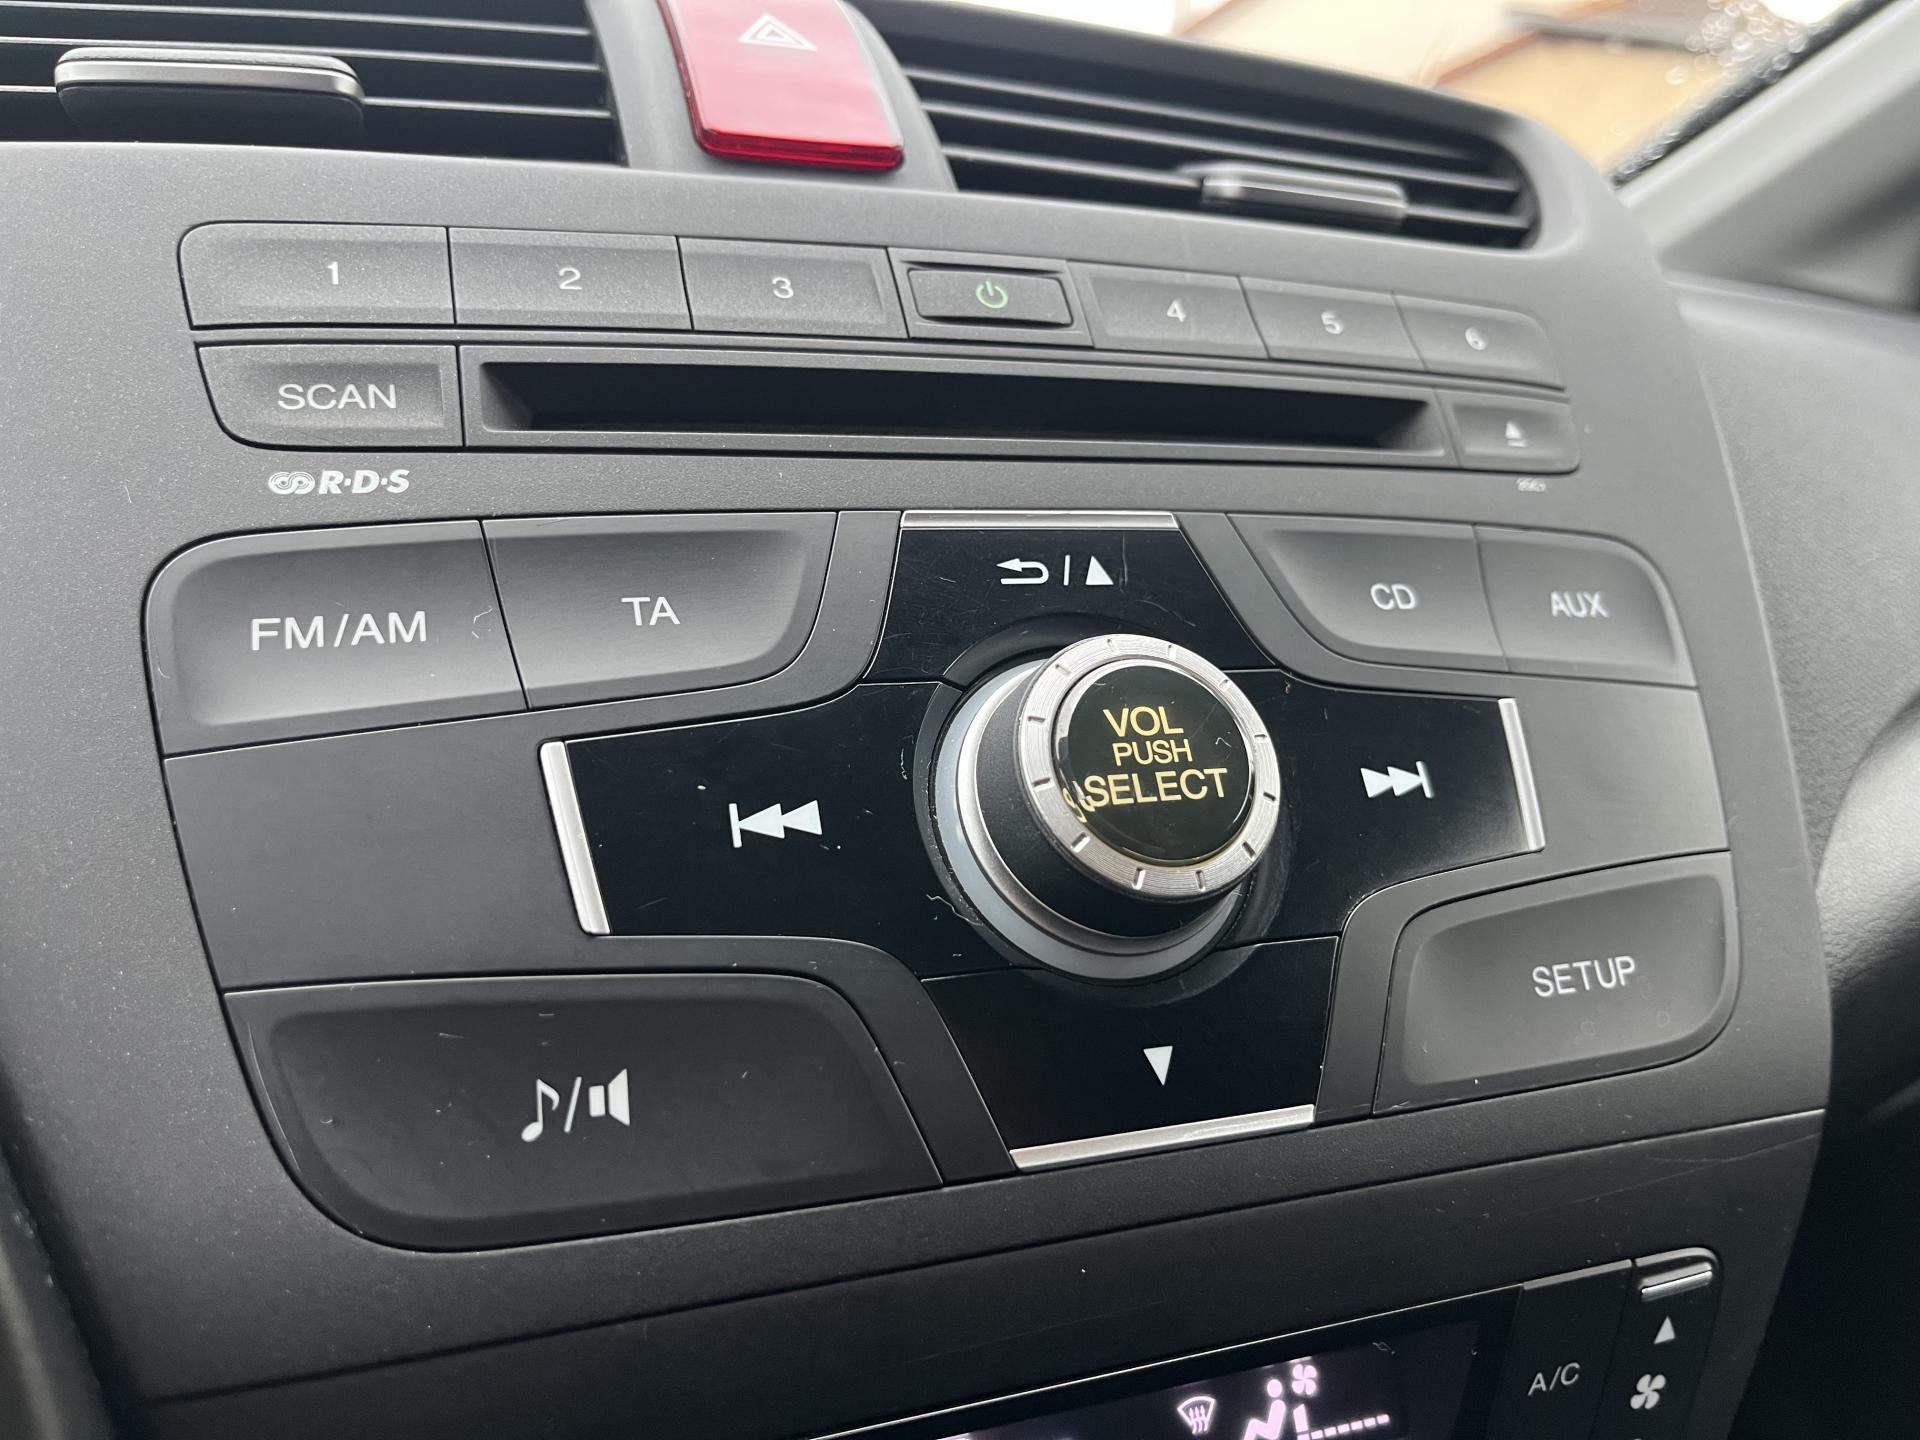 1 2 3 4 5 6
SCAN
R·D·S
FM/AM TA CD AUX
VOL
PUSH
SELECT
SETUP
A/C